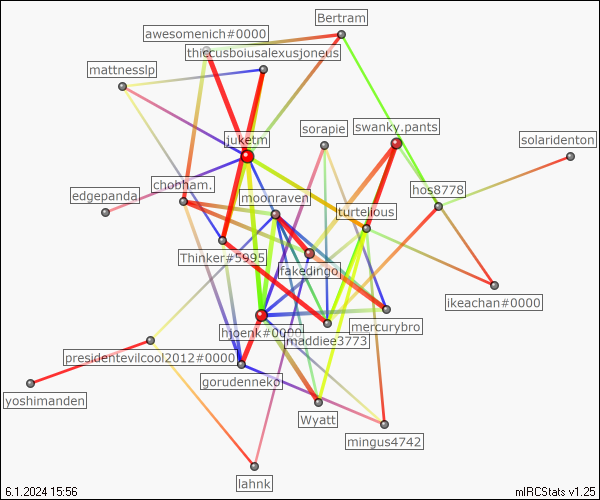 Bertram
awesomenich#0000
thiccusboiusalexusjoneus
mattnesslp
sorapie
swanky.pants
juketm
solaridenton
chobham.
hos8778
edgepanda
moonraven
turtelious
Thinker#5995
fakedingo
ikeachan#0000
mercurybro
hjoenk#0000
maddiee3773
presidentevilcool2012#0000
gorudenneko
yoshimanden
Wyatt
mingus4742
lahnk
6.1.2024 15:56
mIRCStats v1.25